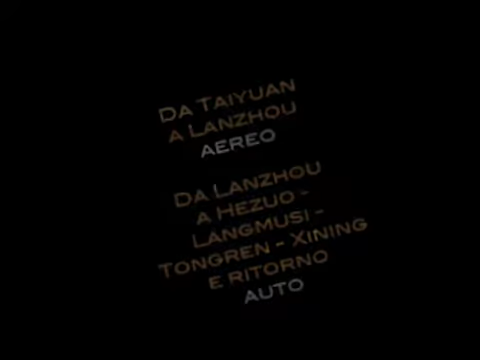 DA TAIYUAN
A LANZHOU
AEREO
DA LANZHOU
A HEZUO -
LANGMUSI -
TONGREN - XINING
E RITORNO
AUTO